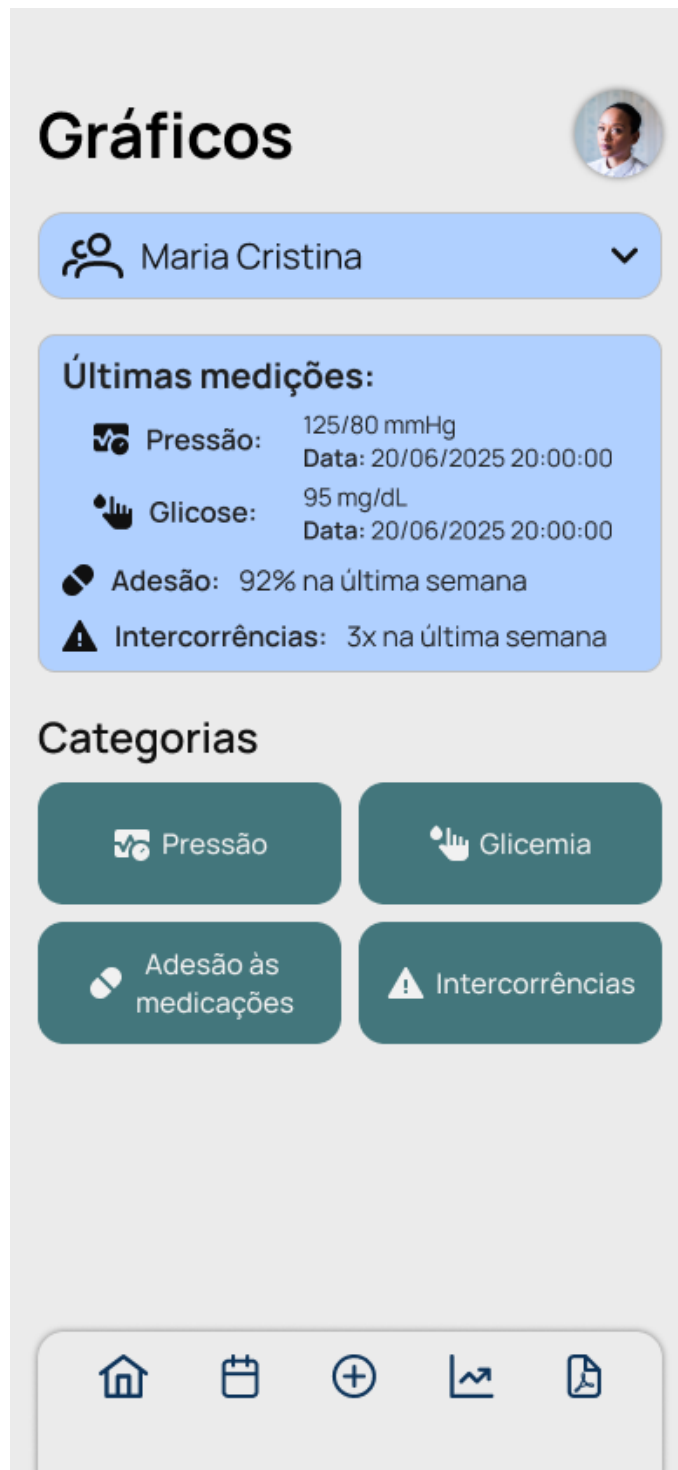 Gráficos
Maria Cristina
Últimas medições:
Pressão:
125/80 mmHg
Data: 20/06/2025 20:00:00
Glicose:
95 mg/dL
Data: 20/06/2025 20:00:00
Adesão: 92% na última semana
Intercorrências: 3x na última semana
Categorias
Pressão
Glicemia
Adesão às
medicações
Intercorrências